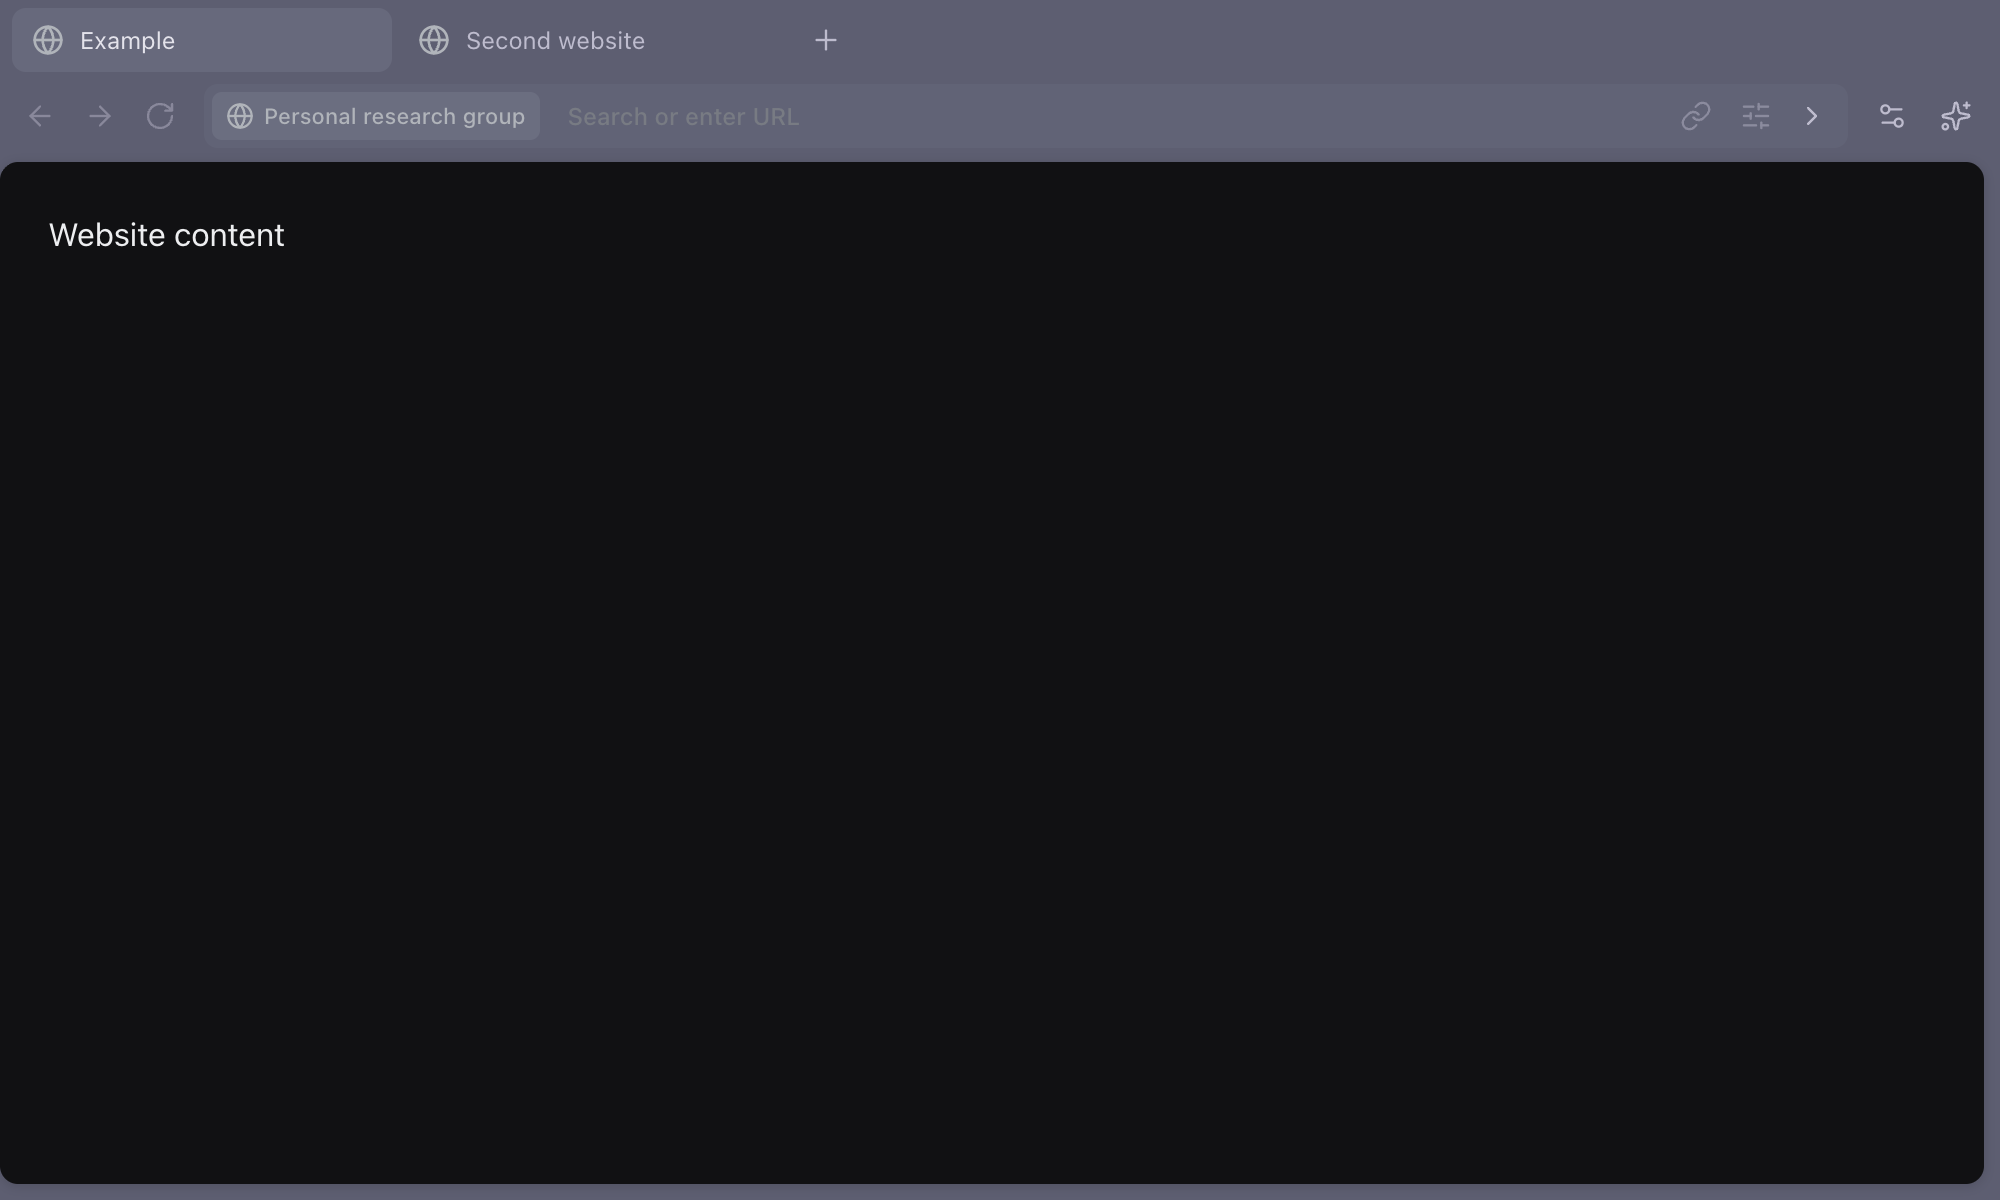 Example
Second website
Personal research group
Search or enter URL
Website content